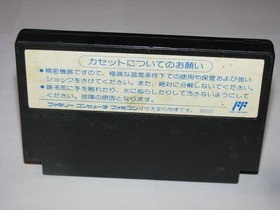 カセットについてのお願い
●精密機器ですので、極端な温度条件下での使用や保管および強い
ショックをさけてください。また、絶対に分解しないでください。
●端子部に手を触れたり、水にぬらしたりして汚さないようにして
ください。故障の原因となります。
ファミリー コンピュータ ファミコンは任天堂の商標です。